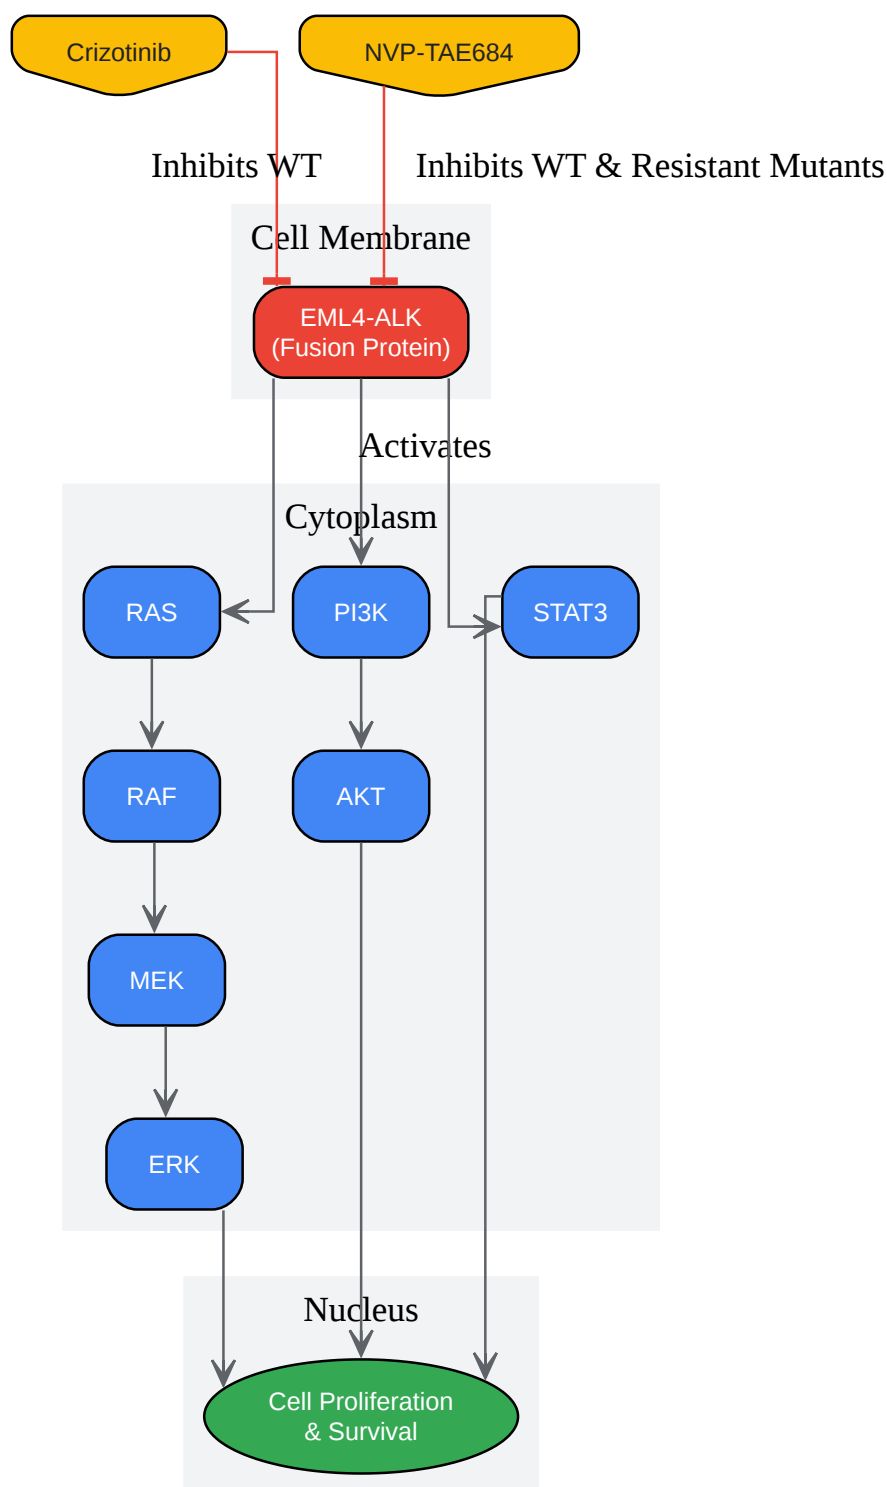 Crizotinib
NVP-TAE684
Inhibits WT
Inhibits WT & Resistant Mutants
Cell Membrane
EML4-ALK
(Fusion Protein)
Activates
Cytoplasm
RAS
PI3K
STAT3
RAF
AKT
MEK
ERK
Nucleus
Cell Proliferation
& Survival